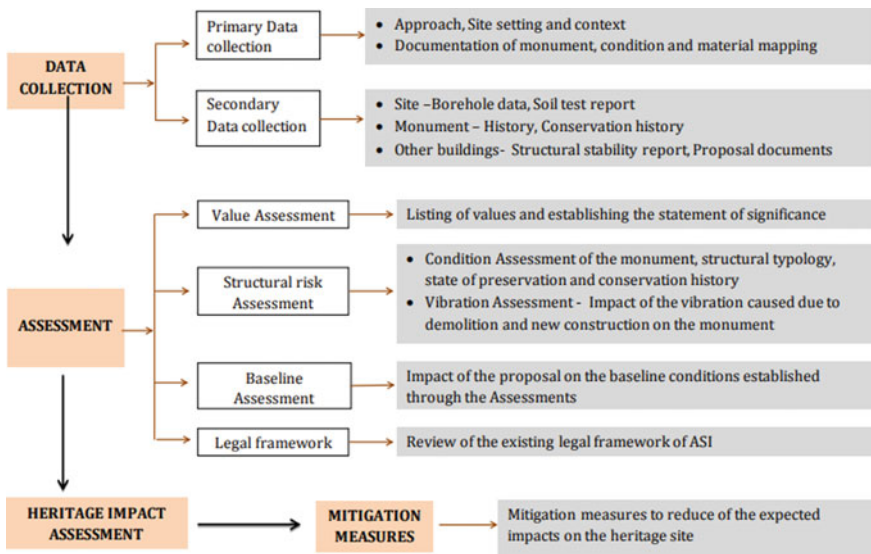 Primary Data
collection
• Approach, Site setting and context
• Documentation of monument, condition and material mapping
DATA
COLLECTION
Secondary
Data collection
• Site –Borehole data, Soil test report
• Monument – History, Conservation history
• Other buildings- Structural stability report, Proposal documents
Value Assessment
Listing of values and establishing the statement of significance
Structural risk
Assessment
• Condition Assessment of the monument, structural typology,
state of preservation and conservation history
• Vibration Assessment - Impact of the vibration caused due to
demolition and new construction on the monument
ASSESSMENT
Baseline
Assessment
Impact of the proposal on the baseline conditions established
through the Assessments
Legal framework
Review of the existing legal framework of ASI
HERITAGE IMPACT
ASSESSMENT
MITIGATION
MEASURES
Mitigation measures to reduce of the expected
impacts on the heritage site